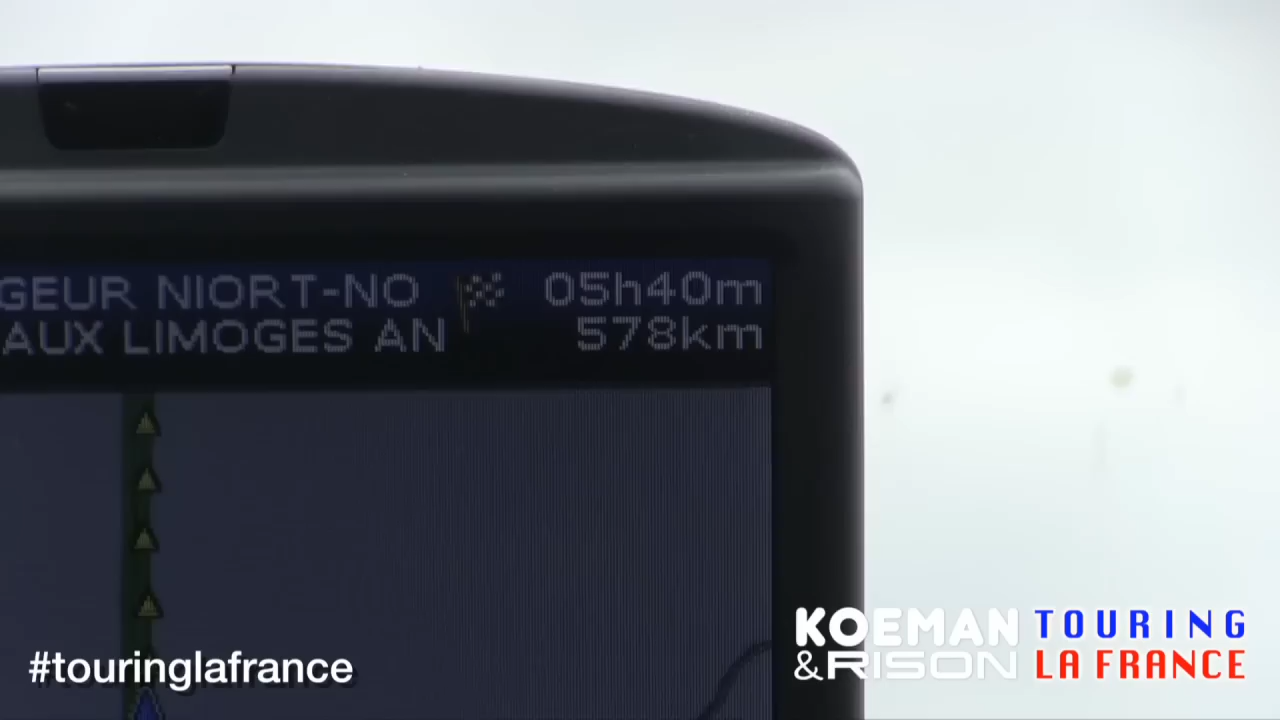 GEUR NIORT-NO 05h40m
AUX LIMOGES AN 578km
#touringlafrance
KOEMAN TOURING
&RISON LA FRANCE